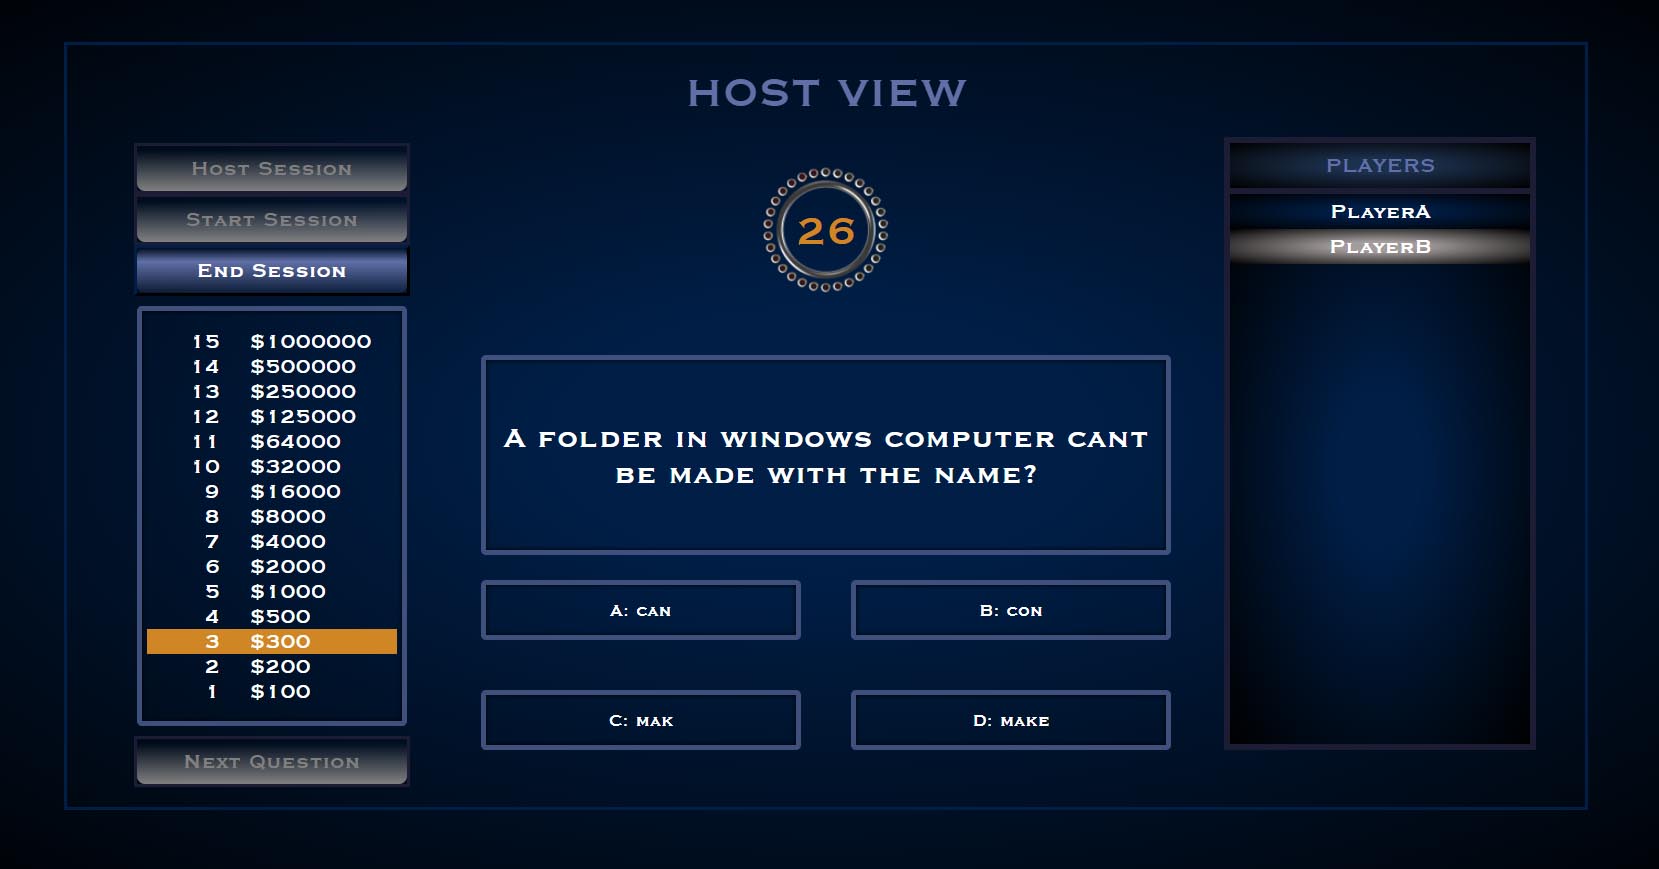 HOST VIEW
Host Session
Start Session
End Session
15 $1000000
14 $500000
13 $250000
12 $125000
11 $64000
10 $32000
9 $16000
8 $8000
7 $4000
6 $2000
5 $1000
4 $500
3 $300
2 $200
1 $100
Next Question
26
A FOLDER IN WINDOWS COMPUTER CANT
BE MADE WITH THE NAME?
A: CAN
B: CON
C: MAK
D: MAKE
PLAYERS
PlayerA
PlayerB